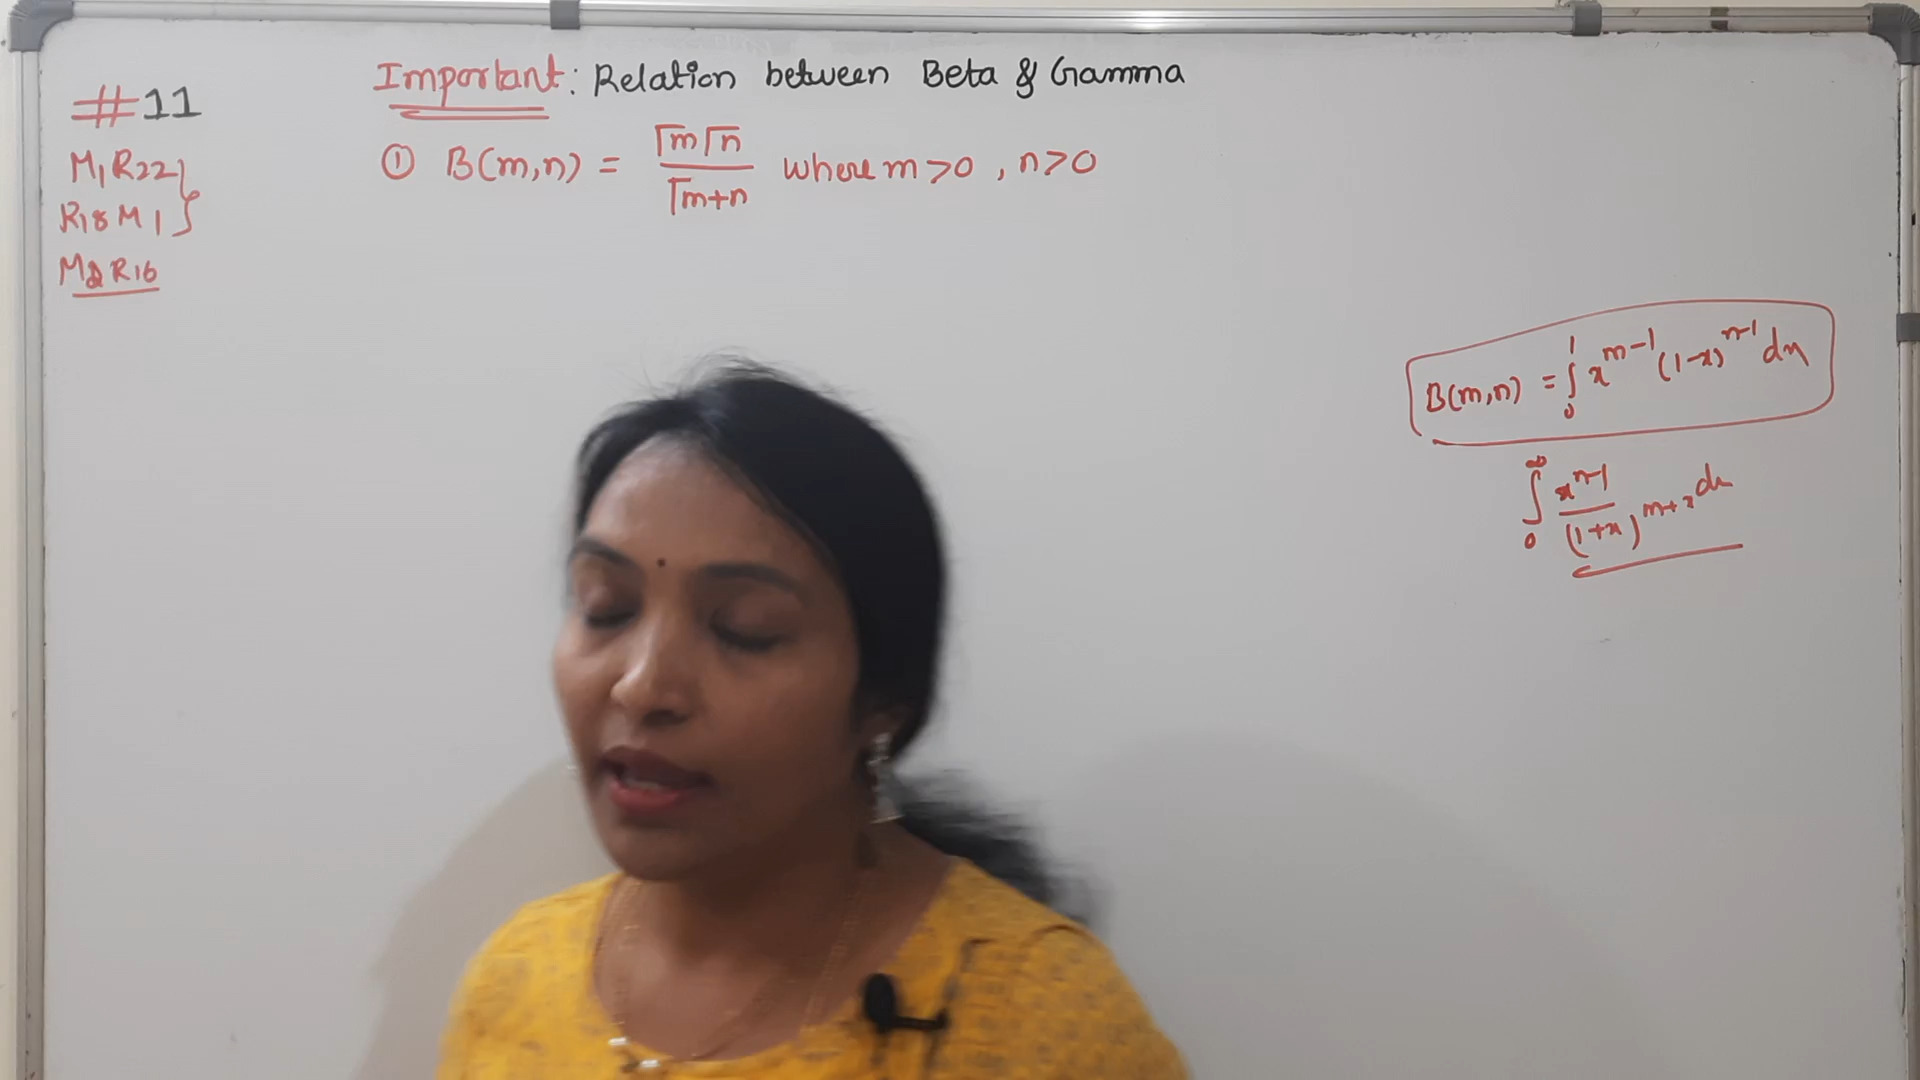 #11
Important: Relation between Beta & Gamma
M1R22}
R18M1}
M2R16
① B(m,n) = Γm Γn / Γm+n where m>0, n>0
B(m,n) = ∫₀¹ x^(m-1) (1-x)^(n-1) dx
∫₀^∞ x^(n-1) / (1+x)^(m+n) dx